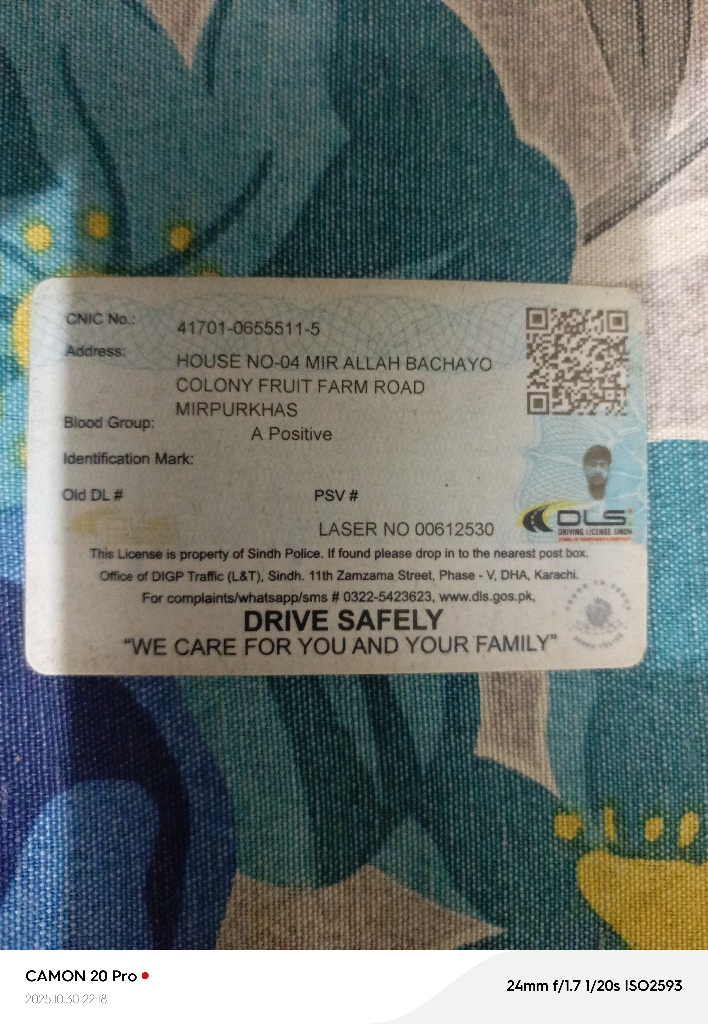 CNIC No.: 41701-0655511-5
Address: HOUSE NO-04 MIR ALLAH BACHAYO
COLONY FRUIT FARM ROAD
MIRPURKHAS
Blood Group: A Positive
Identification Mark:
Old DL # PSV #
LASER NO 00612530
DLS
DRIVING LICENSE SINDH
This License is property of Sindh Police. If found please drop in to the nearest post box.
Office of DIGP Traffic (L&T), Sindh. 11th Zamzama Street, Phase - V, DHA, Karachi.
For complaints/whatsapp/sms # 0322-5423623, www.dls.gos.pk,
DRIVE SAFELY
“WE CARE FOR YOU AND YOUR FAMILY”
CAMON 20 Pro
2025.10.30 22:18
24mm f/1.7 1/20s ISO2593